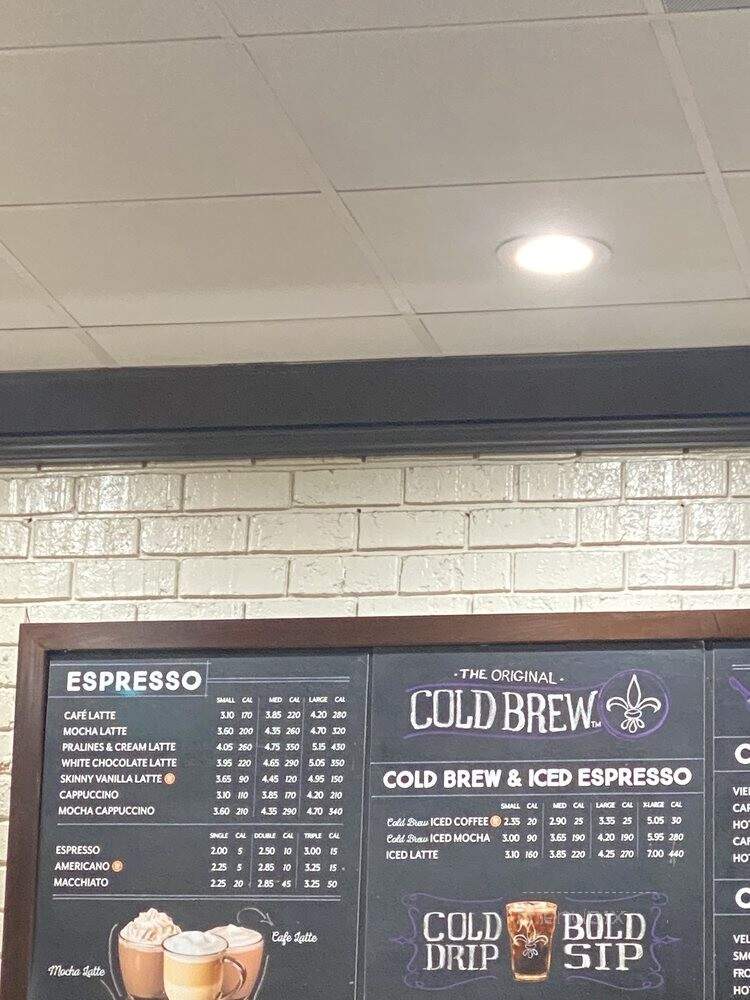 ESPRESSO
SMALL CAL MED CAL LARGE CAL
CAFÉ LATTE 3.10 170 3.85 220 4.20 280
MOCHA LATTE 3.60 200 4.35 260 4.70 320
PRALINES & CREAM LATTE 4.05 260 4.75 350 5.15 430
WHITE CHOCOLATE LATTE 3.95 220 4.65 290 5.05 350
SKINNY VANILLA LATTE 3.65 90 4.45 120 4.95 150
CAPPUCCINO 3.10 110 3.85 170 4.20 210
MOCHA CAPPUCCINO 3.60 210 4.35 290 4.70 340
SINGLE CAL DOUBLE CAL TRIPLE CAL
ESPRESSO 2.00 5 2.50 10 3.00 15
AMERICANO 2.25 5 2.85 10 3.25 15
MACCHIATO 2.25 20 2.85 45 3.25 50
Cafe Latte
Mocha Latte
- THE ORIGINAL -
COLD BREW TM
COLD BREW & ICED ESPRESSO
SMALL CAL MED CAL LARGE CAL X-LARGE CAL
Cold Brew ICED COFFEE 2.35 20 2.90 25 3.35 25 5.05 30
Cold Brew ICED MOCHA 3.00 90 3.65 190 4.20 190 5.95 280
ICED LATTE 3.10 160 3.85 220 4.25 270 7.00 440
COLD BOLD
DRIP SIP